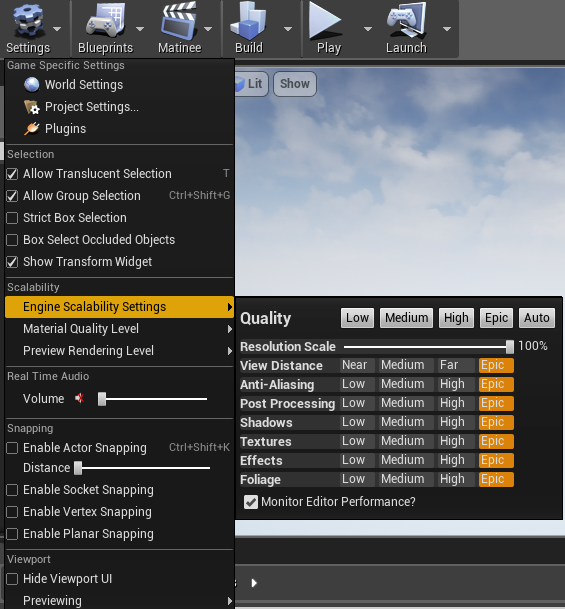 Settings Blueprints Matinee Build Play Launch
Game Specific Settings
World Settings
Project Settings...
Plugins
Lit Show
Selection
Allow Translucent Selection T
Allow Group Selection Ctrl+Shift+G
Strict Box Selection
Box Select Occluded Objects
Show Transform Widget
Scalability
Engine Scalability Settings
Material Quality Level
Preview Rendering Level
Real Time Audio
Volume
Snapping
Enable Actor Snapping Ctrl+Shift+K
Distance
Enable Socket Snapping
Enable Vertex Snapping
Enable Planar Snapping
Viewport
Hide Viewport UI
Previewing
Quality Low Medium High Epic Auto
Resolution Scale 100%
View Distance Near Medium Far Epic
Anti-Aliasing Low Medium High Epic
Post Processing Low Medium High Epic
Shadows Low Medium High Epic
Textures Low Medium High Epic
Effects Low Medium High Epic
Foliage Low Medium High Epic
Monitor Editor Performance?